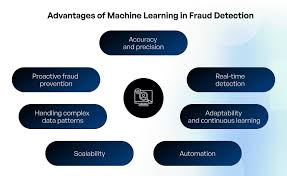 Advantages of Machine Learning in Fraud Detection
Accuracy
and precision
Proactive fraud
prevention
Real-time
detection
Handling complex
data patterns
Adaptability
and continuous learning
Scalability
Automation